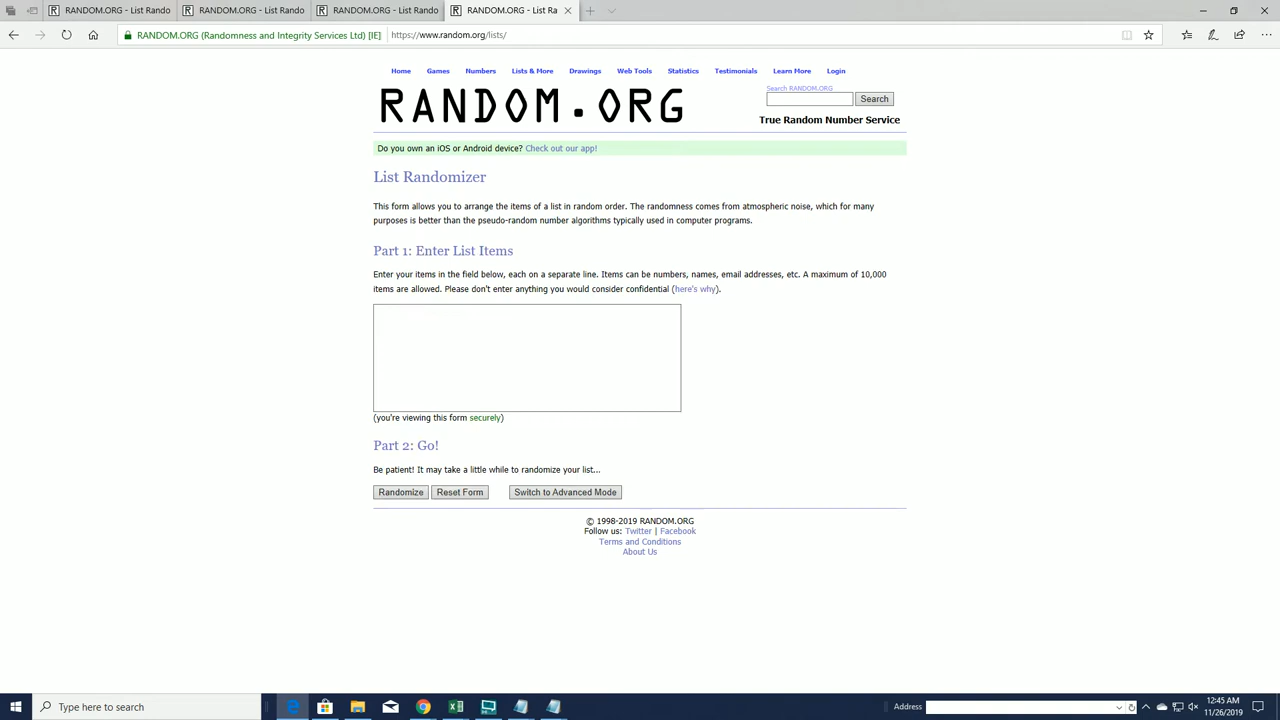 RANDOM.ORG - List Rando
RANDOM.ORG - List Rando
RANDOM.ORG - List Rando
RANDOM.ORG - List Ra
RANDOM.ORG (Randomness and Integrity Services Ltd) [IE]
https://www.random.org/lists/
Home Games Numbers Lists & More Drawings Web Tools Statistics Testimonials Learn More Login
RANDOM.ORG
Search RANDOM.ORG
Search
True Random Number Service
Do you own an iOS or Android device? Check out our app!
List Randomizer
This form allows you to arrange the items of a list in random order. The randomness comes from atmospheric noise, which for many
purposes is better than the pseudo-random number algorithms typically used in computer programs.
Part 1: Enter List Items
Enter your items in the field below, each on a separate line. Items can be numbers, names, email addresses, etc. A maximum of 10,000
items are allowed. Please don't enter anything you would consider confidential (here's why).
(you're viewing this form securely)
Part 2: Go!
Be patient! It may take a little while to randomize your list...
Randomize Reset Form Switch to Advanced Mode
© 1998-2019 RANDOM.ORG
Follow us: Twitter | Facebook
Terms and Conditions
About Us
Type here to search
Address
12:45 AM
11/26/2019